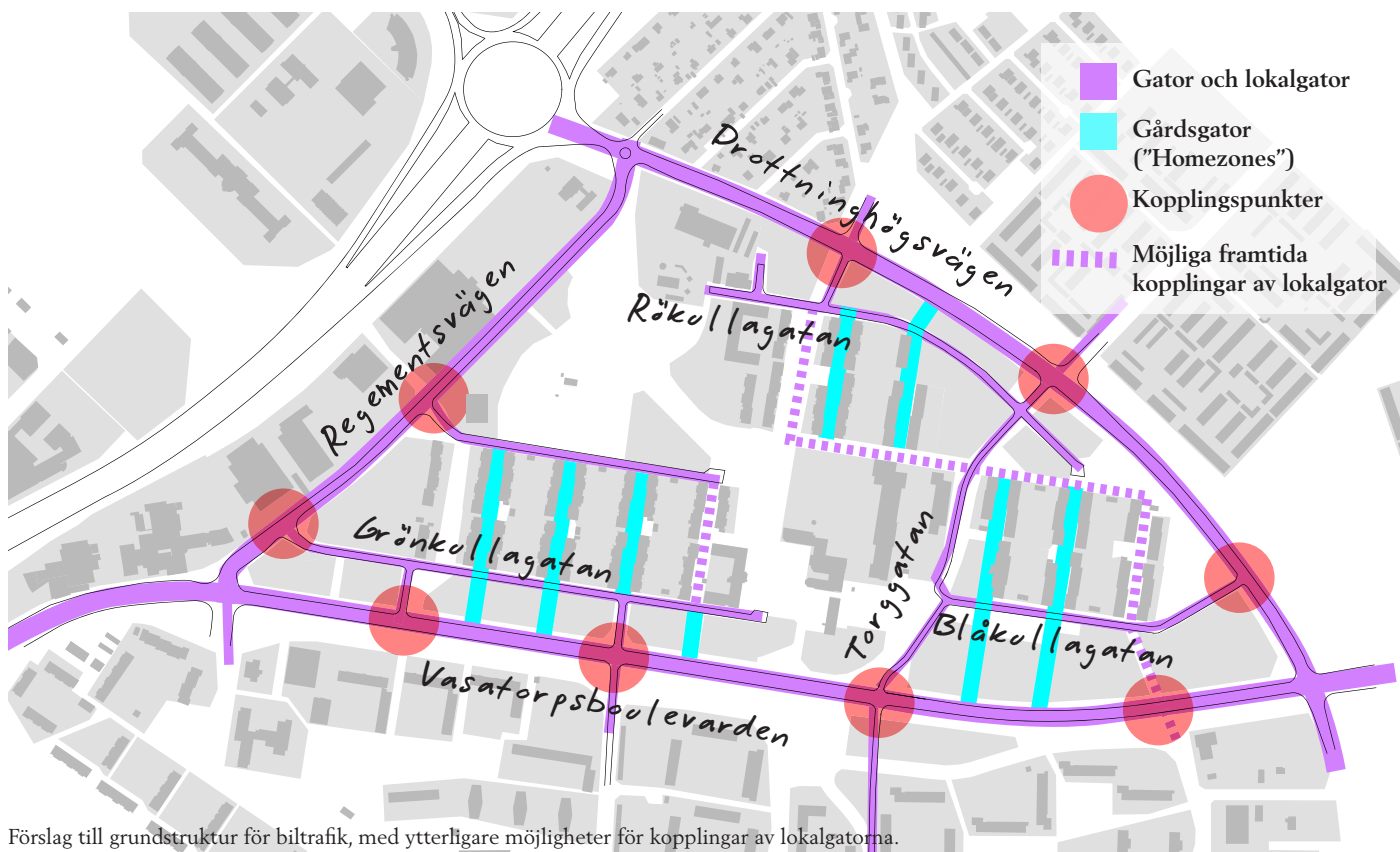 Gator och lokalgator
Gårdsgator
(”Homezones”)
Kopplingspunkter
Möjliga framtida
kopplingar av lokalgator
Drottninghögsvägen
Rökullagatan
Regementsvägen
Grönkullagatan
Torggatan
Blåkullagatan
Vasatorpsboulevarden
Förslag till grundstruktur för biltrafik, med ytterligare möjligheter för kopplingar av lokalgatorna.